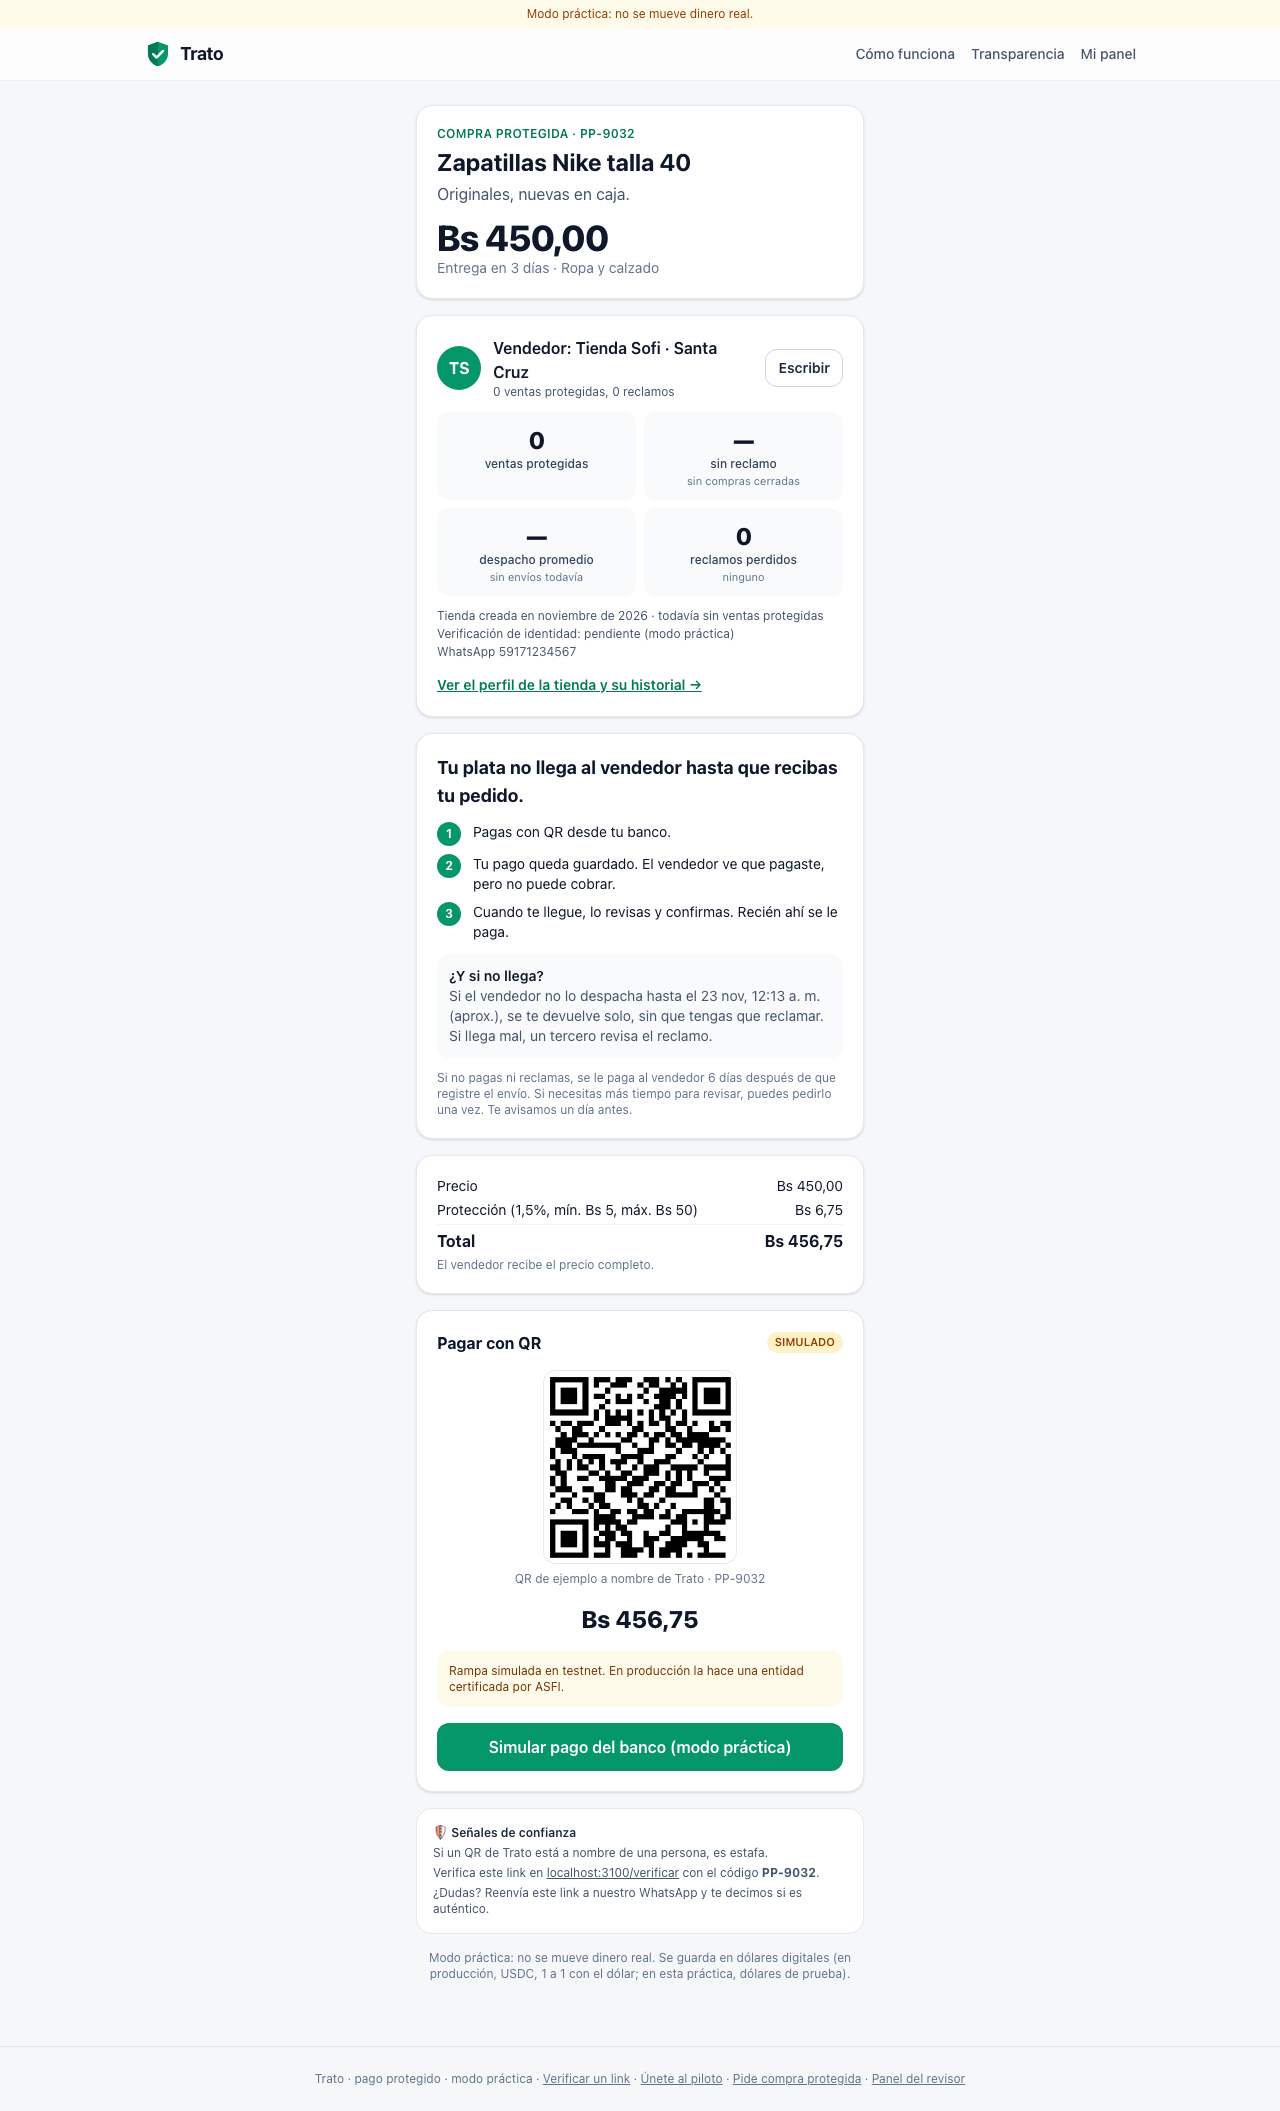 Modo práctica: no se mueve dinero real.
Trato
Cómo funciona
Transparencia
Mi panel
COMPRA PROTEGIDA · PP-9032
Zapatillas Nike talla 40
Originales, nuevas en caja.
Bs 450,00
Entrega en 3 días · Ropa y calzado
TS
Vendedor: Tienda Sofi · Santa
Cruz
0 ventas protegidas, 0 reclamos
Escribir
0
ventas protegidas
—
sin reclamo
sin compras cerradas
—
despacho promedio
sin envíos todavía
0
reclamos perdidos
ninguno
Tienda creada en noviembre de 2026 · todavía sin ventas protegidas
Verificación de identidad: pendiente (modo práctica)
WhatsApp 59171234567
Ver el perfil de la tienda y su historial →
Tu plata no llega al vendedor hasta que recibas
tu pedido.
1 Pagas con QR desde tu banco.
2 Tu pago queda guardado. El vendedor ve que pagaste,
pero no puede cobrar.
3 Cuando te llegue, lo revisas y confirmas. Recién ahí se le
paga.
¿Y si no llega?
Si el vendedor no lo despacha hasta el 23 nov, 12:13 a. m.
(aprox.), se te devuelve solo, sin que tengas que reclamar.
Si llega mal, un tercero revisa el reclamo.
Si no pagas ni reclamas, se le paga al vendedor 6 días después de que
registre el envío. Si necesitas más tiempo para revisar, puedes pedirlo
una vez. Te avisamos un día antes.
Precio Bs 450,00
Protección (1,5%, mín. Bs 5, máx. Bs 50) Bs 6,75
Total Bs 456,75
El vendedor recibe el precio completo.
Pagar con QR
SIMULADO
QR de ejemplo a nombre de Trato · PP-9032
Bs 456,75
Rampa simulada en testnet. En producción la hace una entidad
certificada por ASFI.
Simular pago del banco (modo práctica)
Señales de confianza
Si un QR de Trato está a nombre de una persona, es estafa.
Verifica este link en localhost:3100/verificar con el código PP-9032.
¿Dudas? Reenvía este link a nuestro WhatsApp y te decimos si es
auténtico.
Modo práctica: no se mueve dinero real. Se guarda en dólares digitales (en
producción, USDC, 1 a 1 con el dólar; en esta práctica, dólares de prueba).
Trato · pago protegido · modo práctica · Verificar un link · Únete al piloto · Pide compra protegida · Panel del revisor